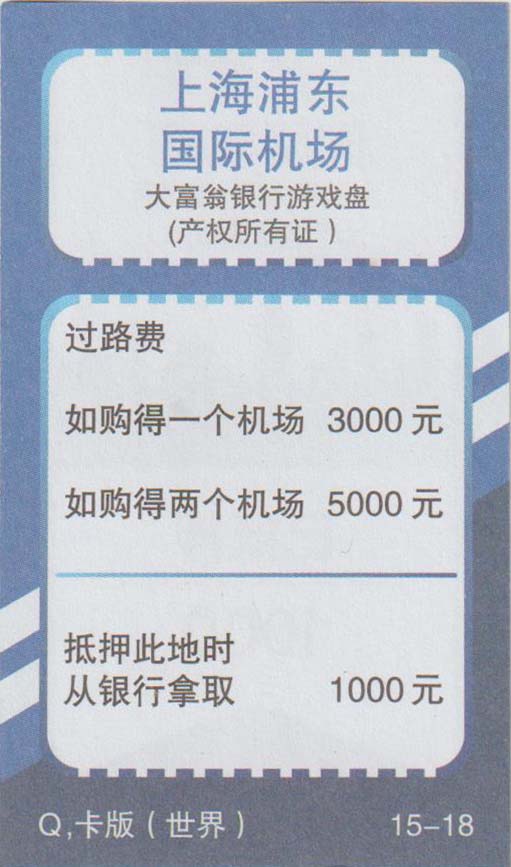 上海浦东
国际机场
大富翁银行游戏盘
(产权所有证）
过路费
如购得一个机场 3000 元
如购得两个机场 5000 元
抵押此地时
从银行拿取 1000 元
Q,卡版（世界） 15-18